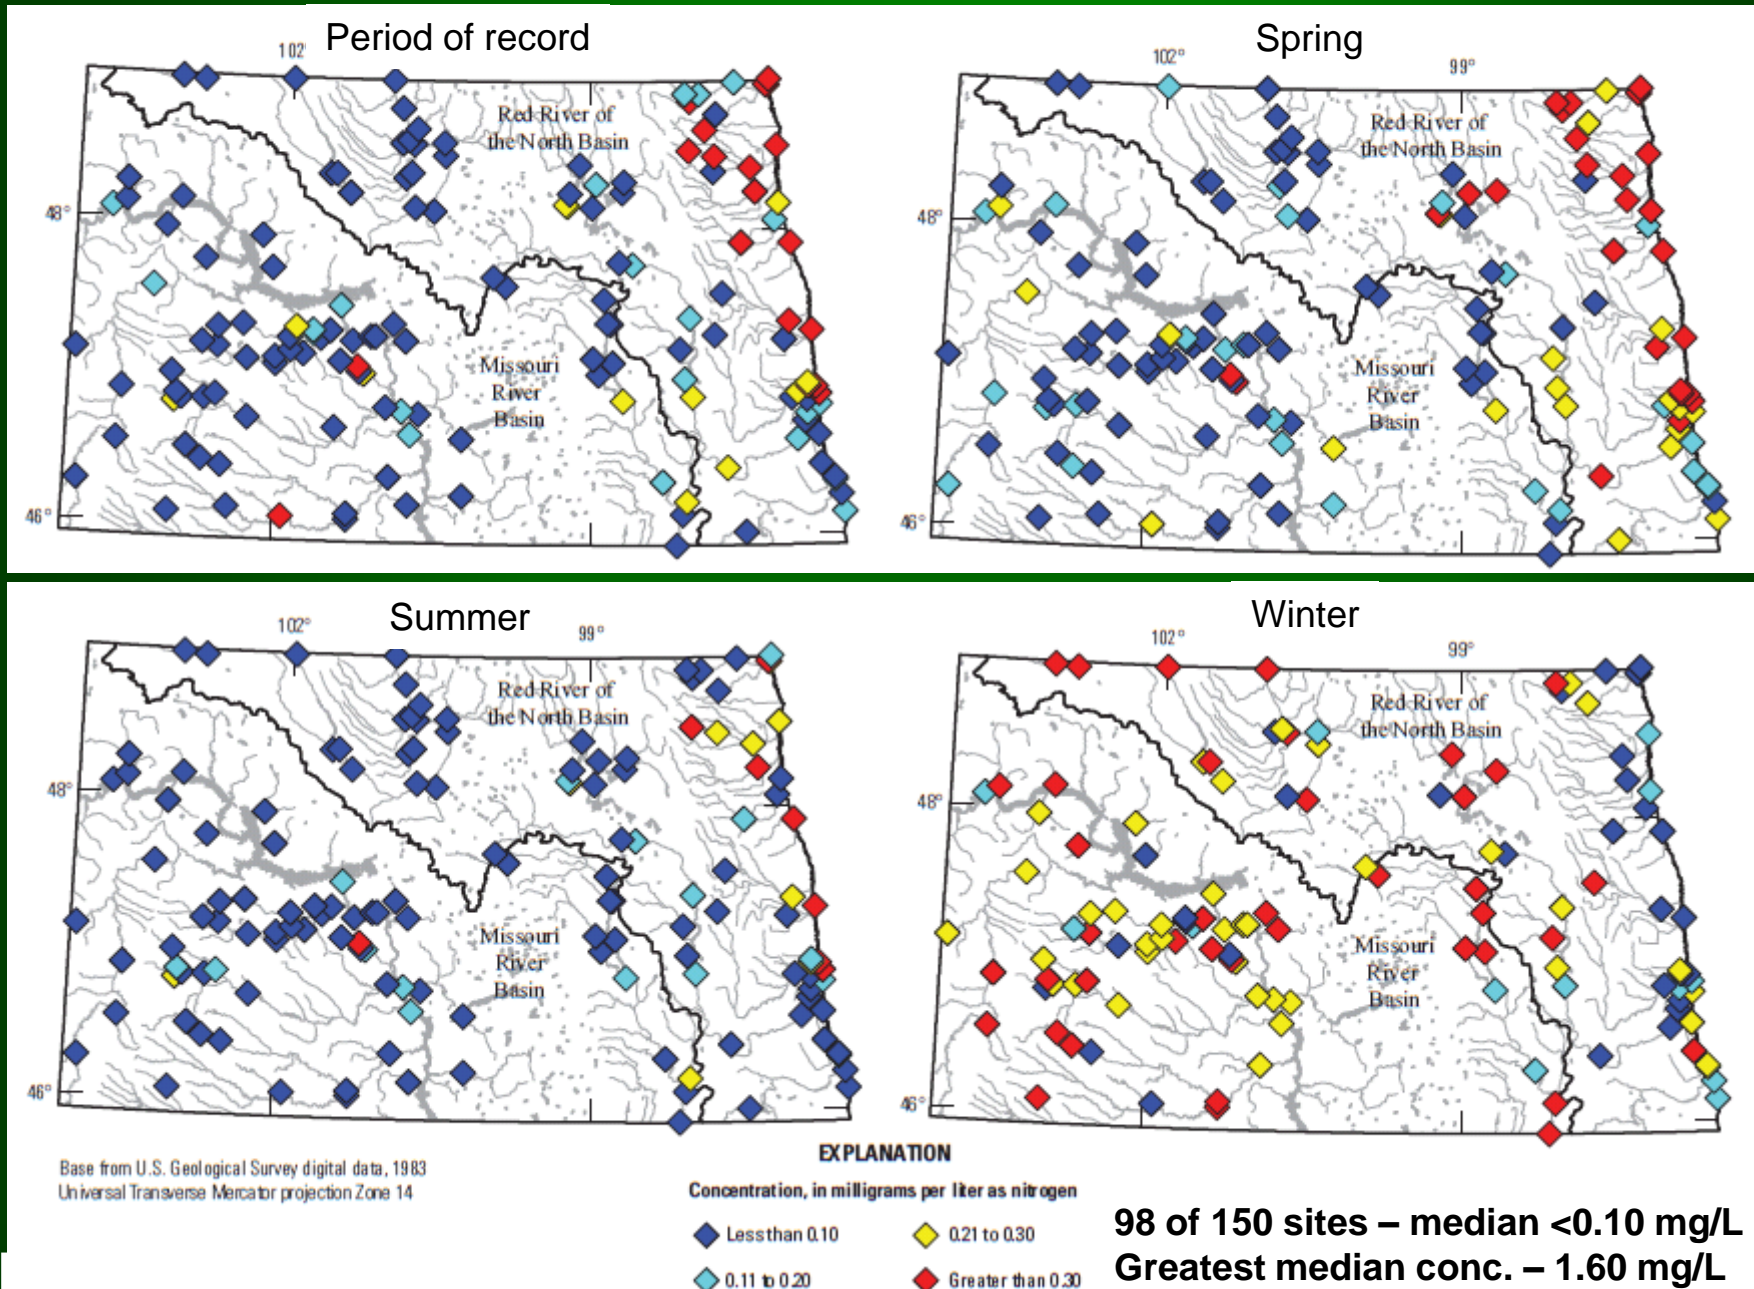 Period of record
102
Red River of
the North Basin
48°
Missouri
River
Basin
46°
Spring
102°
99°
Red River of
the North Basin
48°
Missouri
River
Basin
46°
Summer
102°
99°
Red River of
the North Basin
48°
Missouri
River
Basin
46°
Winter
102°
99°
Red River of
the North Basin
48°
Missouri
River
Basin
46°
Base from U.S. Geological Survey digital data, 1983
Universal Transverse Mercator projection Zone 14
EXPLANATION
Concentration, in milligrams per liter as nitrogen
Less than 0.10
0.21 to 0.30
0.11 to 0.20
Greater than 0.30
98 of 150 sites – median <0.10 mg/L
Greatest median conc. – 1.60 mg/L